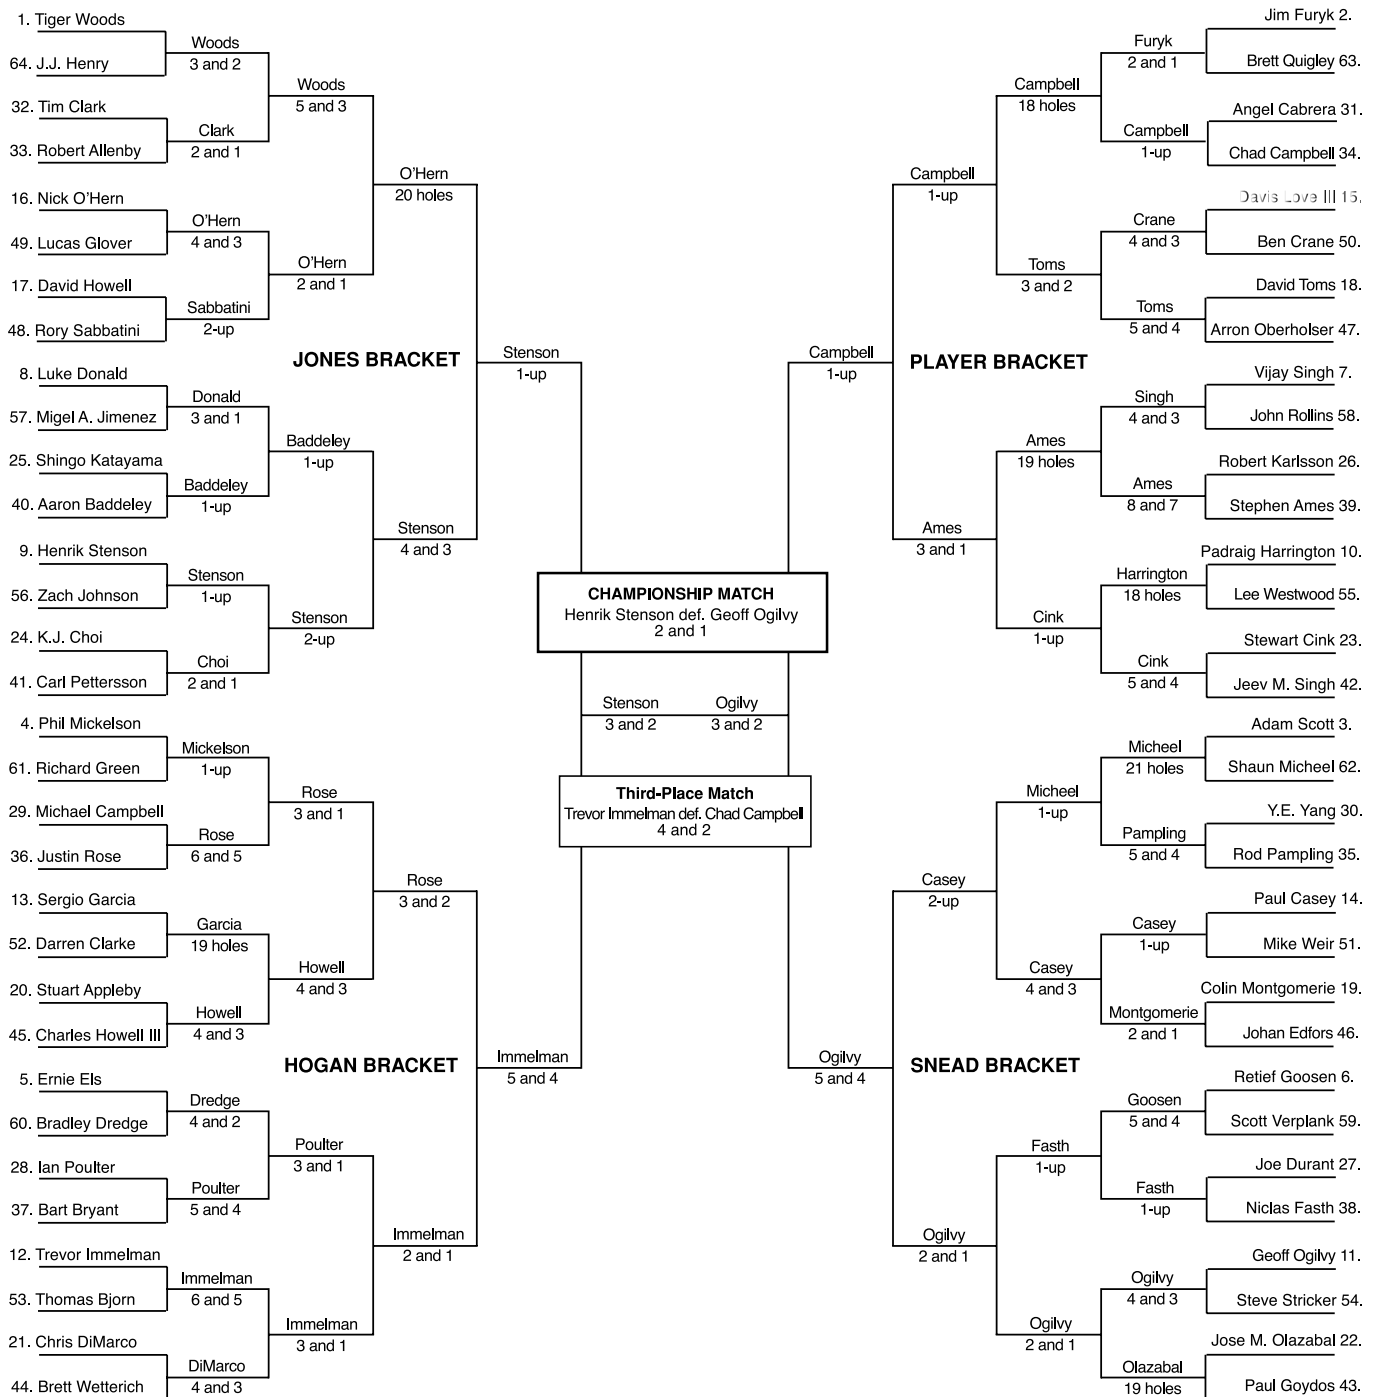 1. Tiger Woods
Woods
64. J.J. Henry
3 and 2
Woods
5 and 3
32. Tim Clark
Clark
33. Robert Allenby
2 and 1
O'Hern
20 holes
16. Nick O'Hern
O'Hern
49. Lucas Glover
4 and 3
O'Hern
2 and 1
17. David Howell
Sabbatini
48. Rory Sabbatini
2-up
JONES BRACKET
Stenson
1-up
8. Luke Donald
Donald
57. Migel A. Jimenez
3 and 1
Baddeley
1-up
25. Shingo Katayama
Baddeley
40. Aaron Baddeley
1-up
Stenson
4 and 3
9. Henrik Stenson
Stenson
56. Zach Johnson
1-up
Stenson
2-up
24. K.J. Choi
Choi
41. Carl Pettersson
2 and 1
4. Phil Mickelson
Mickelson
61. Richard Green
1-up
Rose
3 and 1
29. Michael Campbell
Rose
36. Justin Rose
6 and 5
Rose
3 and 2
13. Sergio Garcia
Garcia
52. Darren Clarke
19 holes
Howell
4 and 3
20. Stuart Appleby
Howell
45. Charles Howell III
4 and 3
HOGAN BRACKET
Immelman
5 and 4
5. Ernie Els
Dredge
60. Bradley Dredge
4 and 2
Poulter
3 and 1
28. Ian Poulter
Poulter
37. Bart Bryant
5 and 4
Immelman
2 and 1
12. Trevor Immelman
Immelman
53. Thomas Bjorn
6 and 5
Immelman
3 and 1
21. Chris DiMarco
DiMarco
44. Brett Wetterich
4 and 3
CHAMPIONSHIP MATCH
Henrik Stenson def. Geoff Ogilvy
2 and 1
Stenson
3 and 2
Ogilvy
3 and 2
Third-Place Match
Trevor Immelman def. Chad Campbell
4 and 2
Jim Furyk 2.
Furyk
2 and 1
Brett Quigley 63.
Campbell
18 holes
Angel Cabrera 31.
Campbell
1-up
Chad Campbell 34.
Campbell
1-up
Davis Love III 15.
Crane
4 and 3
Ben Crane 50.
Toms
3 and 2
David Toms 18.
Toms
5 and 4
Arron Oberholser 47.
Campbell
1-up
PLAYER BRACKET
Vijay Singh 7.
Singh
4 and 3
John Rollins 58.
Ames
19 holes
Robert Karlsson 26.
Ames
8 and 7
Stephen Ames 39.
Ames
3 and 1
Padraig Harrington 10.
Harrington
18 holes
Lee Westwood 55.
Cink
1-up
Stewart Cink 23.
Cink
5 and 4
Jeev M. Singh 42.
Adam Scott 3.
Micheel
21 holes
Shaun Micheel 62.
Micheel
1-up
Y.E. Yang 30.
Pampling
5 and 4
Rod Pampling 35.
Casey
2-up
Paul Casey 14.
Casey
1-up
Mike Weir 51.
Casey
4 and 3
Colin Montgomerie 19.
Montgomerie
2 and 1
Johan Edfors 46.
Ogilvy
5 and 4
SNEAD BRACKET
Retief Goosen 6.
Goosen
5 and 4
Scott Verplank 59.
Fasth
1-up
Joe Durant 27.
Fasth
1-up
Niclas Fasth 38.
Ogilvy
2 and 1
Geoff Ogilvy 11.
Ogilvy
4 and 3
Steve Stricker 54.
Ogilvy
2 and 1
Jose M. Olazabal 22.
Olazabal
19 holes
Paul Goydos 43.